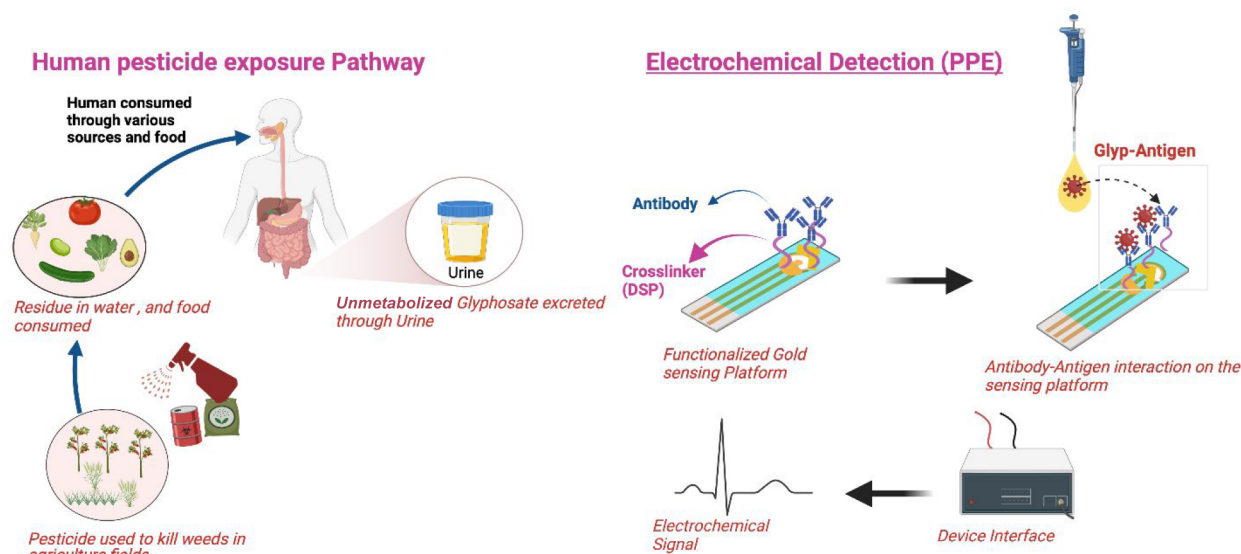 Human pesticide exposure Pathway
Human consumed
through various
sources and food
Urine
Residue in water , and food
consumed
Unmetabolized Glyphosate excreted
through Urine
Pesticide used to kill weeds in
agriculture fields
Electrochemical Detection (PPE)
Glyp-Antigen
Antibody
Crosslinker
(DSP)
Functionalized Gold
sensing Platform
Antibody-Antigen interaction on the
sensing platform
Electrochemical
Signal
Device Interface